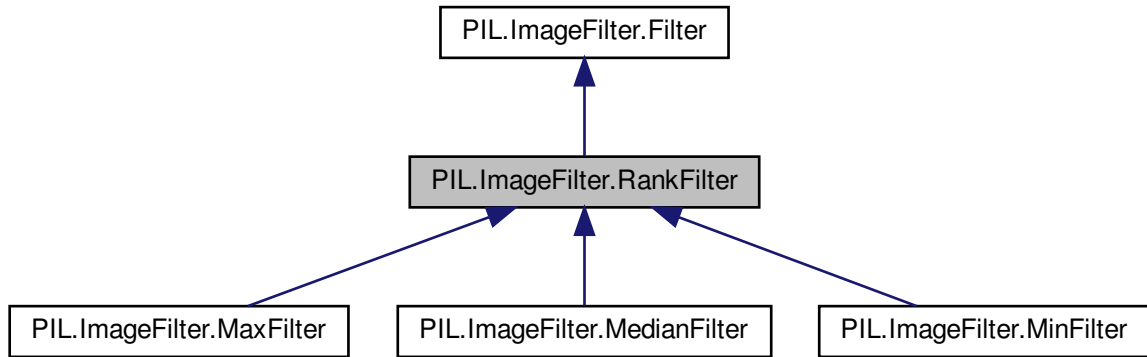 PIL.ImageFilter.Filter
PIL.ImageFilter.RankFilter
PIL.ImageFilter.MaxFilter
PIL.ImageFilter.MedianFilter
PIL.ImageFilter.MinFilter